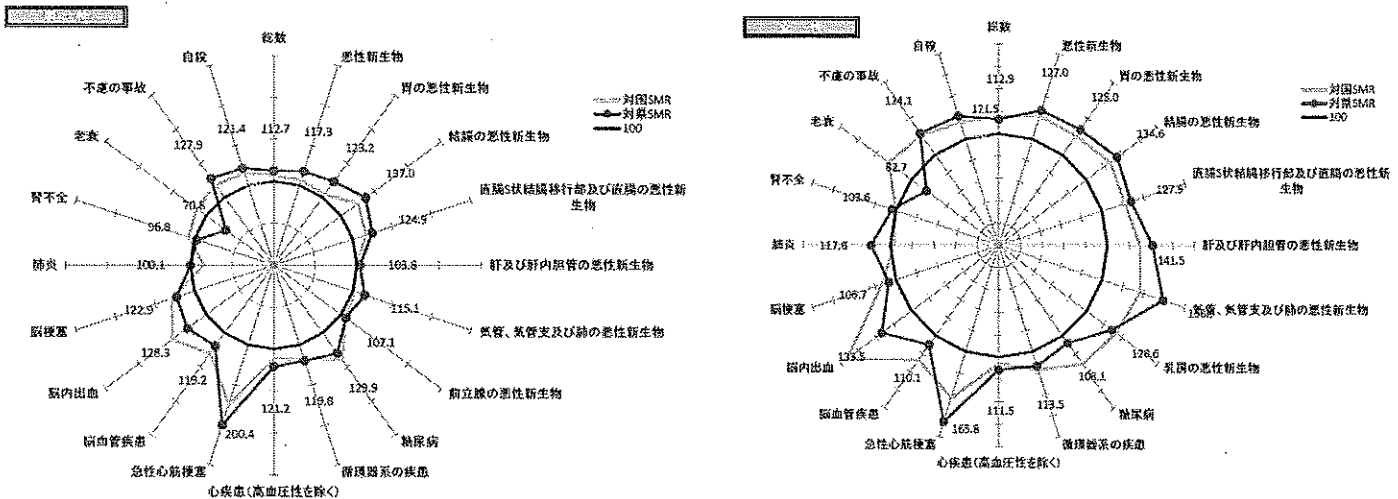 総数
悪性新生物
胃の悪性新生物
結腸の悪性新生物
直腸S状結腸移行部及び直腸の悪性新
生物
肝及び肝内胆管の悪性新生物
気管、気管支及び肺の悪性新生物
前立腺の悪性新生物
糖尿病
循環器系の疾患
心疾患(高血圧性を除く)
急性心筋梗塞
脳血管疾患
脳内出血
脳梗塞
肺炎
腎不全
老衰
不慮の事故
自殺
112.7
117.3
123.2
137.0
124.9
103.8
115.1
107.1
129.9
119.8
121.2
200.4
119.2
128.3
122.9
100.1
96.8
70.8
127.9
121.4
対国SMR
対県SMR
100
総数
悪性新生物
胃の悪性新生物
結腸の悪性新生物
直腸S状結腸移行部及び直腸の悪性新
生物
肝及び肝内胆管の悪性新生物
気管、気管支及び肺の悪性新生物
乳房の悪性新生物
糖尿病
循環器系の疾患
心疾患(高血圧性を除く)
急性心筋梗塞
脳血管疾患
脳内出血
脳梗塞
肺炎
腎不全
老衰
不慮の事故
自殺
112.9
127.0
128.0
134.6
127.5
141.5
128.6
108.1
113.5
111.5
165.8
110.1
133.5
106.7
117.8
103.6
82.7
124.1
121.5
対国SMR
対県SMR
100